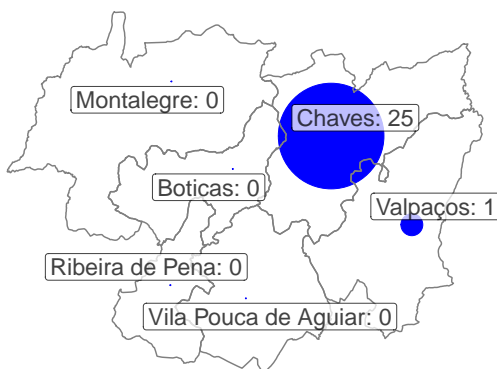 Montalegre: 0
Chaves: 25
Boticas: 0
Valpaços: 1
Ribeira de Pena: 0
Vila Pouca de Aguiar: 0